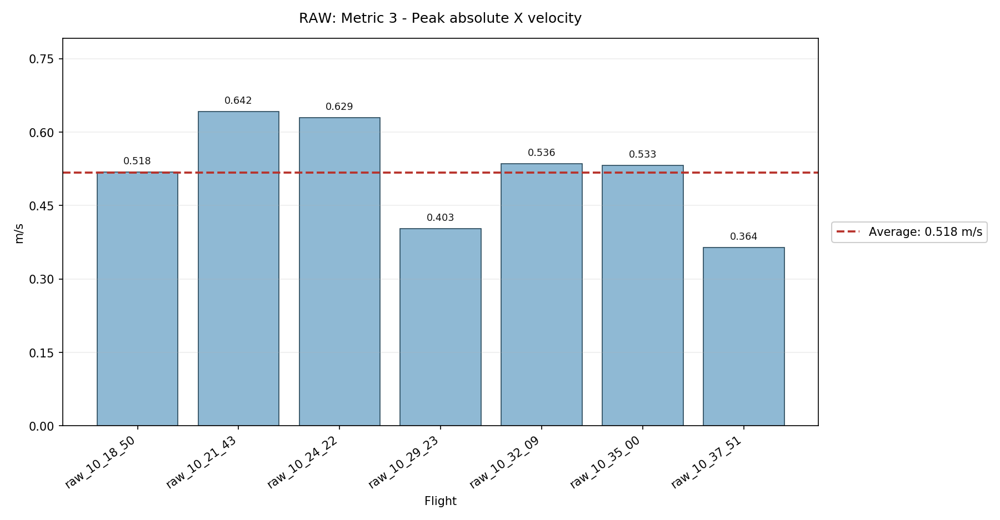 RAW: Metric 3 - Peak absolute X velocity
m/s
0.75
0.60
0.45
0.30
0.15
0.00
0.518
0.642
0.629
0.403
0.536
0.533
0.364
raw_10_18_50
raw_10_21_43
raw_10_24_22
raw_10_29_23
raw_10_32_09
raw_10_35_00
raw_10_37_51
Flight
Average: 0.518 m/s